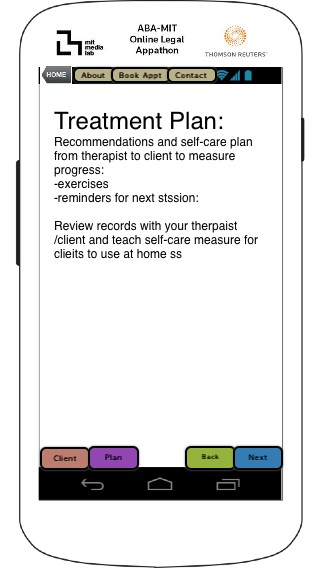 mit
media
lab
ABA-MIT
Online Legal
Appathon
THOMSON REUTERS
HOME
About
Book Appt
Contact
Treatment Plan:
Recommendations and self-care plan
from therapist to client to measure
progress:
-exercises
-reminders for next stssion:
Review records with your therpaist
/client and teach self-care measure for
clieits to use at home ss
Client
Plan
Back
Next